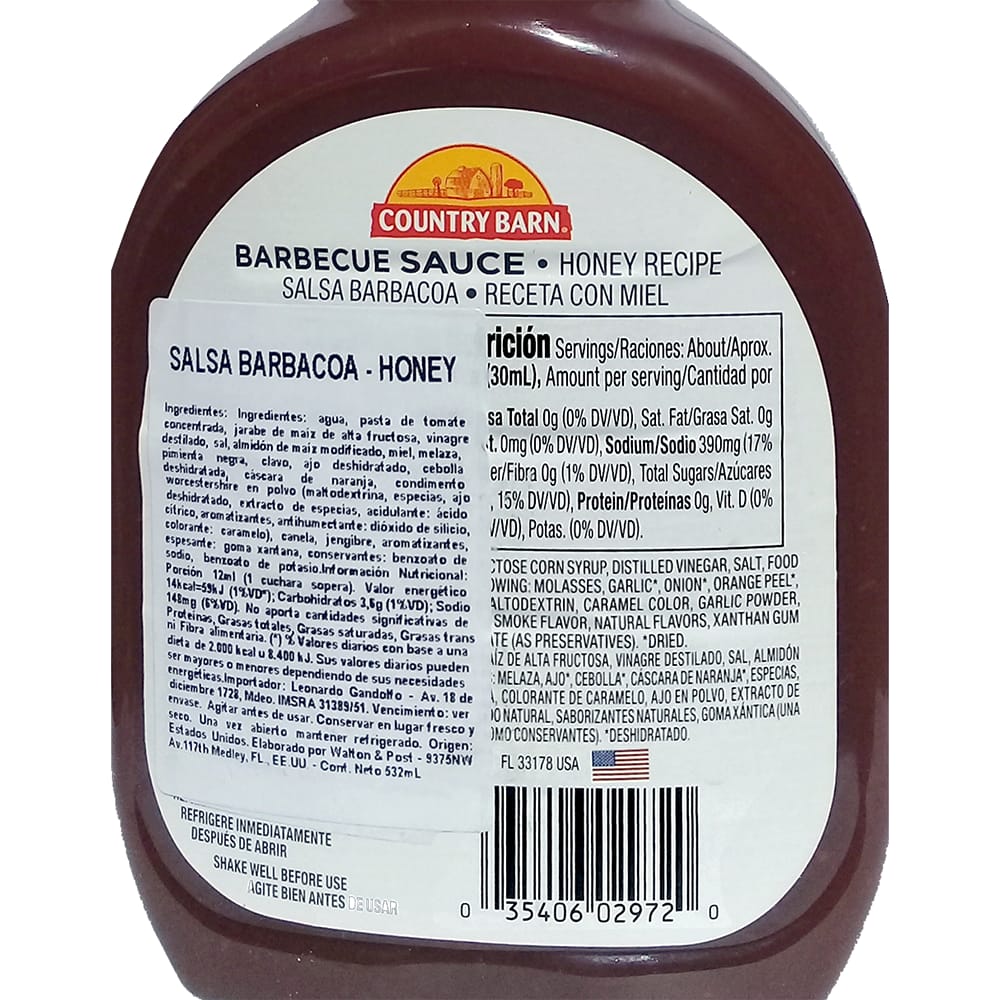 COUNTRY BARN®
BARBECUE SAUCE • HONEY RECIPE
SALSA BARBACOA • RECETA CON MIEL
SALSA BARBACOA - HONEY
Ingredientes: Ingredientes: agua, pasta de tomate
concentrada, jarabe de maiz de alta fructosa, vinagre
destilado, sal, almidón de maiz modificado, miel, melaza,
pimienta negra, clavo, ajo deshidratado, cebolla
deshidratada, cáscara de naranja, condimento
worcestershire en polvo (maltodextrina, especias, ajo
deshidratado, extracto de especias, acidulante: ácido
cítrico, aromatizantes, antihumectante: dióxido de silicio,
colorante: caramelo), canela, jengibre, aromatizantes,
espesante: goma xantana, conservantes: benzoato de
sodio, benzoato de potasio.Información Nutricional:
Porción 12ml (1 cuchara sopera). Valor energético
14kcal=59kJ (1%VD*); Carbohidratos 3,6g (1%VD); Sodio
148mg (6%VD). No aporta cantidades significativas de
Proteinas, Grasas totales, Grasas saturadas, Grasas trans
ni Fibra alimentaria. (*) % Valores diarios con base a una
dieta de 2.000 kcal u 8.400 kJ. Sus valores diarios pueden
ser mayores o menores dependiendo de sus necesidades
energéticas.Importador: Leonardo Gandolfo - Av. 18 de
diciembre 1728, Mdeo. IMSRA 31389/51. Vencimiento: ver
envase. Agitar antes de usar. Conservar en lugar fresco y
seco. Una vez abierto mantener refrigerado. Origen:
Estados Unidos. Elaborado por Walton & Post - 9375NW
Av.117th Medley, FL., EE.UU - Cont. Neto 532mL
rición Servings/Raciones: About/Aprox.
(30mL), Amount per serving/Cantidad por
sa Total 0g (0% DV/VD), Sat. Fat/Grasa Sat. 0g
t. 0mg (0% DV/VD), Sodium/Sodio 390mg (17%
er/Fibra 0g (1% DV/VD), Total Sugars/Azúcares
, 15% DV/VD), Protein/Proteínas 0g, Vit. D (0%
V/VD), Potas. (0% DV/VD).
CTOSE CORN SYRUP, DISTILLED VINEGAR, SALT, FOOD
OWING: MOLASSES, GARLIC*, ONION*, ORANGE PEEL*,
ALTODEXTRIN, CARAMEL COLOR, GARLIC POWDER,
SMOKE FLAVOR, NATURAL FLAVORS, XANTHAN GUM
TE (AS PRESERVATIVES). *DRIED.
ÍZ DE ALTA FRUCTOSA, VINAGRE DESTILADO, SAL, ALMIDÓN
: MELAZA, AJO*, CEBOLLA*, CÁSCARA DE NARANJA*, ESPECIAS,
, COLORANTE DE CARAMELO, AJO EN POLVO, EXTRACTO DE
O NATURAL, SABORIZANTES NATURALES, GOMA XÁNTICA (UNA
OMO CONSERVANTES). *DESHIDRATADO.
FL 33178 USA
REFRIGERE INMEDIATAMENTE
DESPUÉS DE ABRIR
SHAKE WELL BEFORE USE
AGITE BIEN ANTES DE USAR
0 35406 02972 0